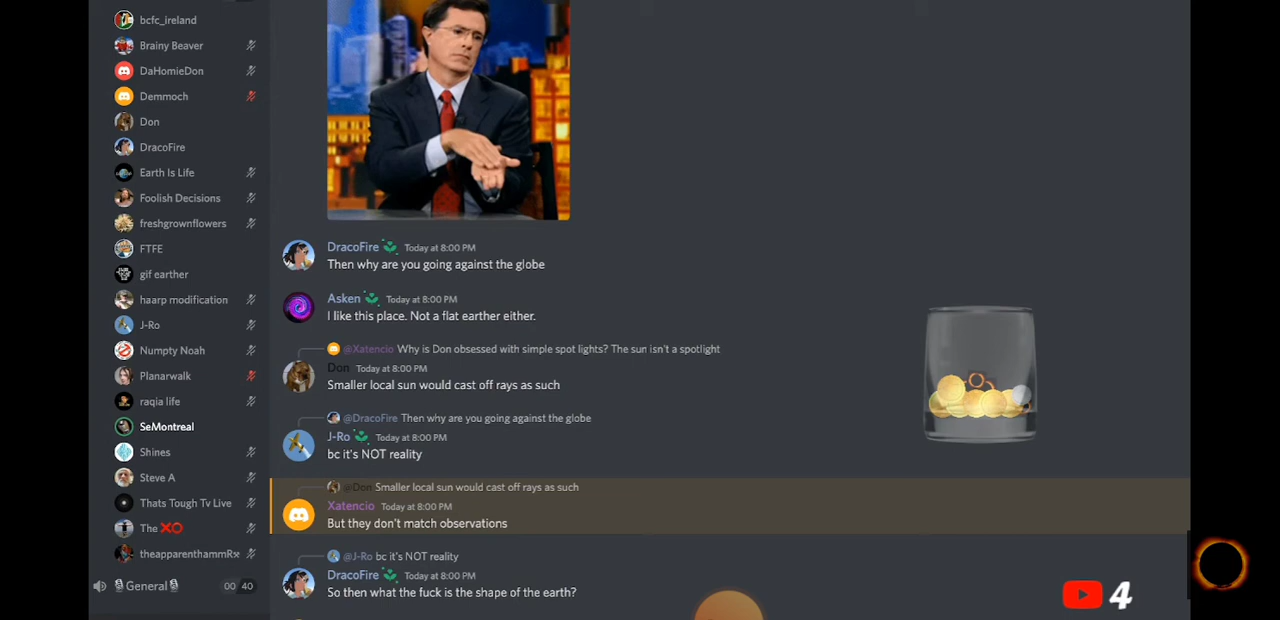 bcfc_ireland
Brainy Beaver
DaHomieDon
Demmoch
Don
DracoFire
Earth Is Life
Foolish Decisions
freshgrownflowers
FTFE
gif earther
haarp modification
J-Ro
Numpty Noah
Planarwalk
raqia life
SeMontreal
Shines
Steve A
Thats Tough Tv Live
The ❌⭕
theapparenthammRx
🎙General🎙 00 40
DracoFire Today at 8:00 PM
Then why are you going against the globe
Asken Today at 8:00 PM
I like this place. Not a flat earther either.
@Xatencio Why is Don obsessed with simple spot lights? The sun isn't a spotlight
Don Today at 8:00 PM
Smaller local sun would cast off rays as such
@DracoFire Then why are you going against the globe
J-Ro Today at 8:00 PM
bc it's NOT reality
@Don Smaller local sun would cast off rays as such
Xatencio Today at 8:00 PM
But they don't match observations
@J-Ro bc it's NOT reality
DracoFire Today at 8:00 PM
So then what the fuck is the shape of the earth?
4